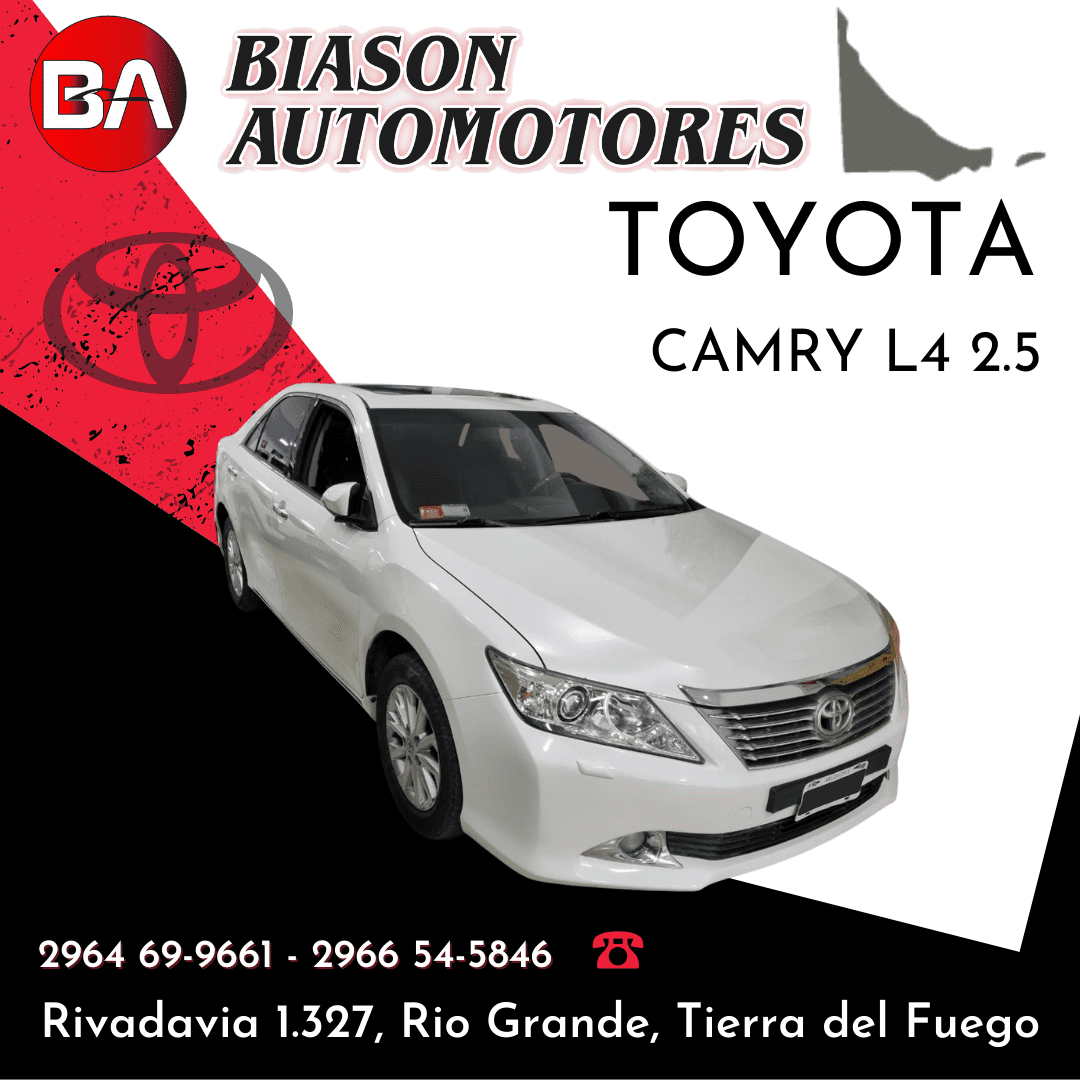 BA
BIASON
AUTOMOTORES
TOYOTA
CAMRY L4 2.5
2964 69-9661 - 2966 54-5846
Rivadavia 1.327, Rio Grande, Tierra del Fuego